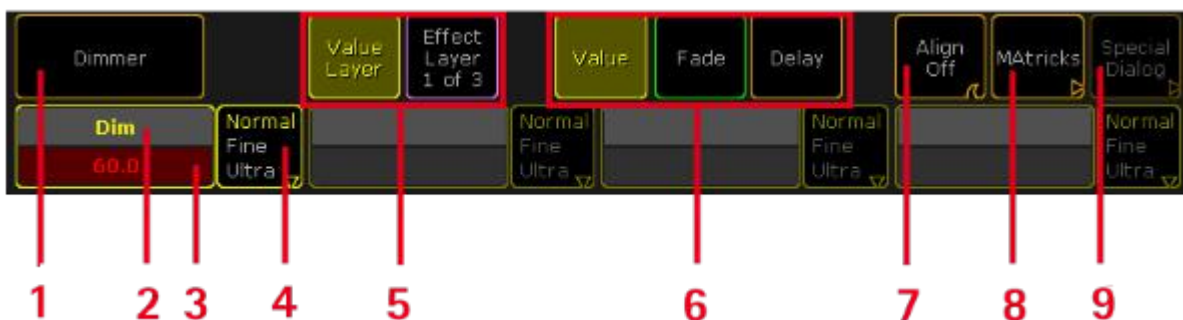 Dimmer
Value
Layer
Effect
Layer
1 of 3
Value
Fade
Delay
Align
Off
MAtricks
Special
Dialog
Dim
60.0
Normal
Fine
Ultra
Normal
Fine
Ultra
Normal
Fine
Ultra
Normal
Fine
Ultra
1 2 3 4 5 6 7 8 9